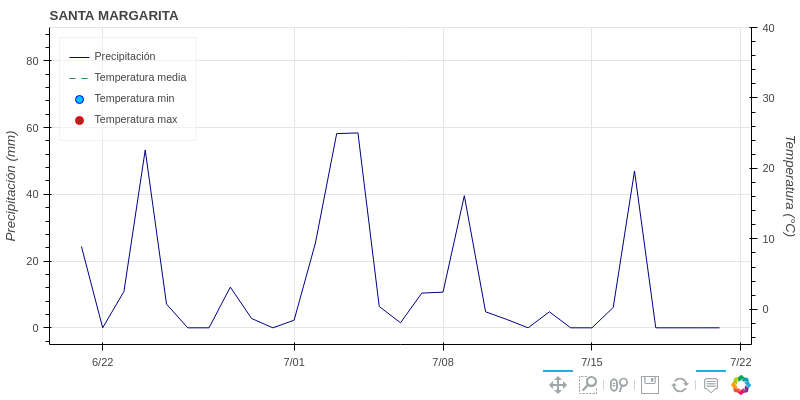 SANTA MARGARITA
Precipitación
Temperatura media
Temperatura min
Temperatura max
Precipitación (mm)
80
60
40
20
0
Temperatura (°C)
40
30
20
10
0
6/22
7/01
7/08
7/15
7/22